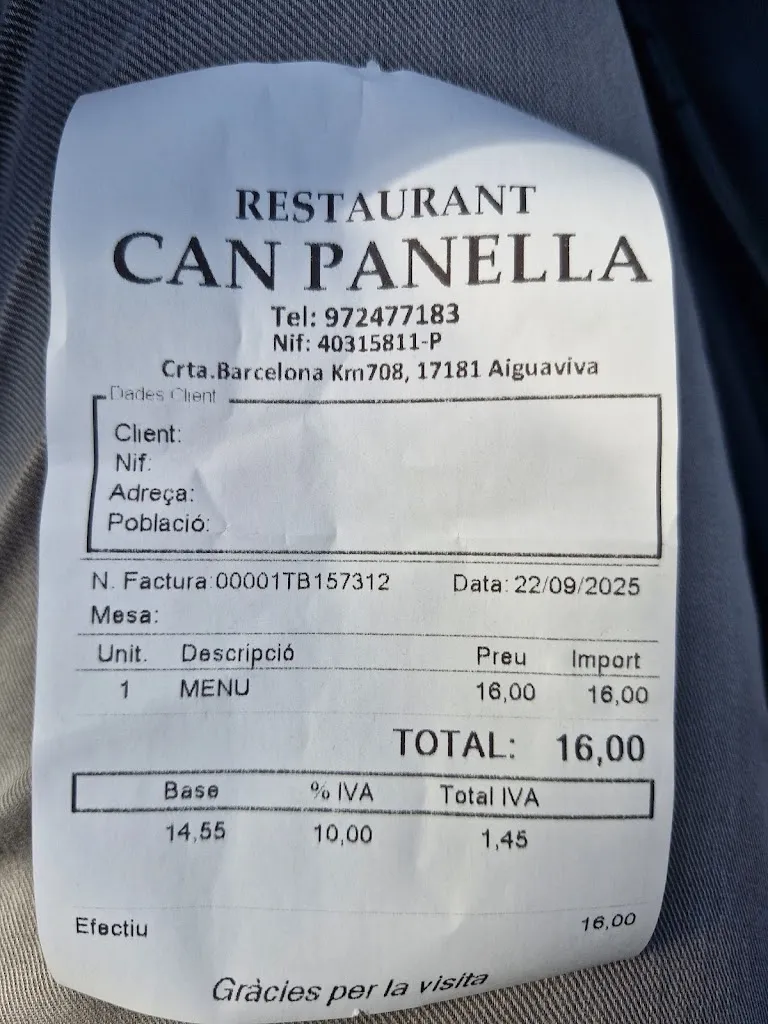 RESTAURANT
CAN PANELLA
Tel: 972477183
Nif: 40315811-P
Crta.Barcelona Km708, 17181 Aiguaviva
Dades Client
Client:
Nif:
Adreça:
Població:
N. Factura:00001TB157312 Data: 22/09/2025
Mesa:
Unit. Descripció Preu Import
1 MENU 16,00 16,00
TOTAL: 16,00
Base % IVA Total IVA
14,55 10,00 1,45
Efectiu 16,00
Gràcies per la visita